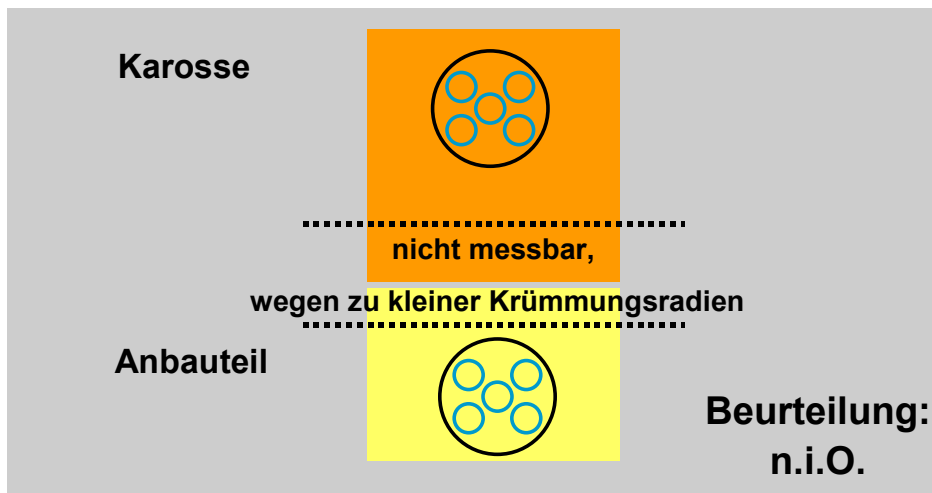 Karosse
nicht messbar,
wegen zu kleiner Krümmungsradien
Anbauteil
Beurteilung:
n.i.O.